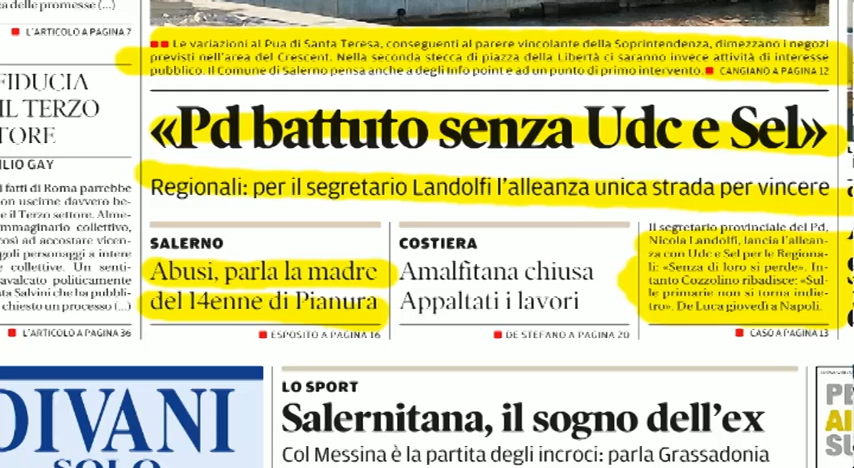 a delle promesse (...)
L'ARTICOLO A PAGINA 7
FIDUCIA
IL TERZO
TORE
ILIO GAY
i fatti di Roma parrebbe
on uscirne davvero be-
e il Terzo settore. Alme-
immaginario collettivo,
così ad accostare vicen-
goli personaggi a intere
e collettive. Un senti-
cavalcato politicamente
ta Salvini che ha pubbli-
chiesto un processo (...)
L'ARTICOLO A PAGINA 36
Le variazioni al Pua di Santa Teresa, conseguenti al parere vincolante della Soprintendenza, dimezzano i negozi
previsti nell'area del Crescent. Nella seconda stecca di piazza della Libertà ci saranno invece attività di interesse
pubblico. Il Comune di Salerno pensa anche a degli Info point e ad un punto di primo intervento. CANGIANO A PAGINA 12
«Pd battuto senza Udc e Sel»
Regionali: per il segretario Landolfi l'alleanza unica strada per vincere
SALERNO
Abusi, parla la madre
del 14enne di Pianura
ESPOSITO A PAGINA 16
COSTIERA
Amalfitana chiusa
Appaltati i lavori
DE STEFANO A PAGINA 20
Il segretario provinciale del Pd,
Nicola Landolfi, lancia l'allean-
za con Udc e Sel per le Regiona-
li: «Senza di loro si perde». In-
tanto Cozzolino ribadisce: «Sul-
le primarie non si torna indie-
tro». De Luca giovedì a Napoli.
CASO A PAGINA 13
DIVANI
SOLO
LO SPORT
Salernitana, il sogno dell'ex
Col Messina è la partita degli incroci: parla Grassadonia